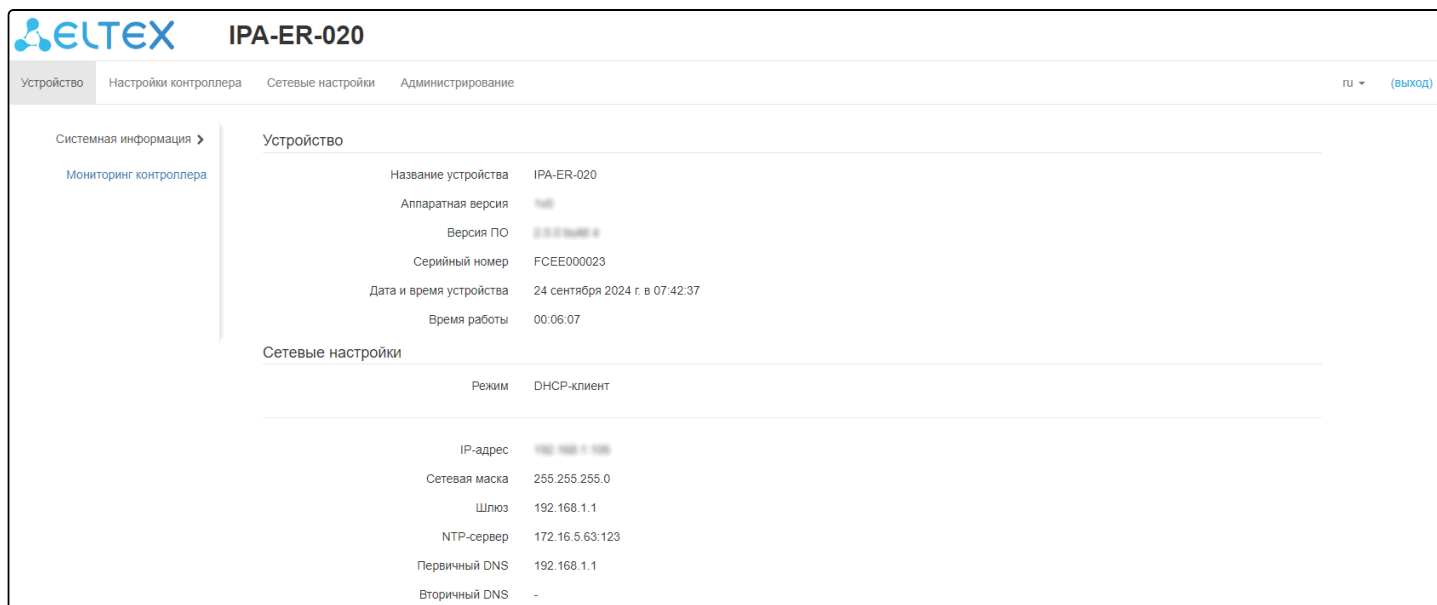 ELTEX IPA-ER-020
Устройство Настройки контроллера Сетевые настройки Администрирование ru (выход)
Системная информация
Мониторинг контроллера
Устройство
Название устройства IPA-ER-020
Аппаратная версия
Версия ПО
Серийный номер FCEE000023
Дата и время устройства 24 сентября 2024 г. в 07:42:37
Время работы 00:06:07
Сетевые настройки
Режим DHCP-клиент
IP-адрес
Сетевая маска 255.255.255.0
Шлюз 192.168.1.1
NTP-сервер 172.16.5.63:123
Первичный DNS 192.168.1.1
Вторичный DNS -